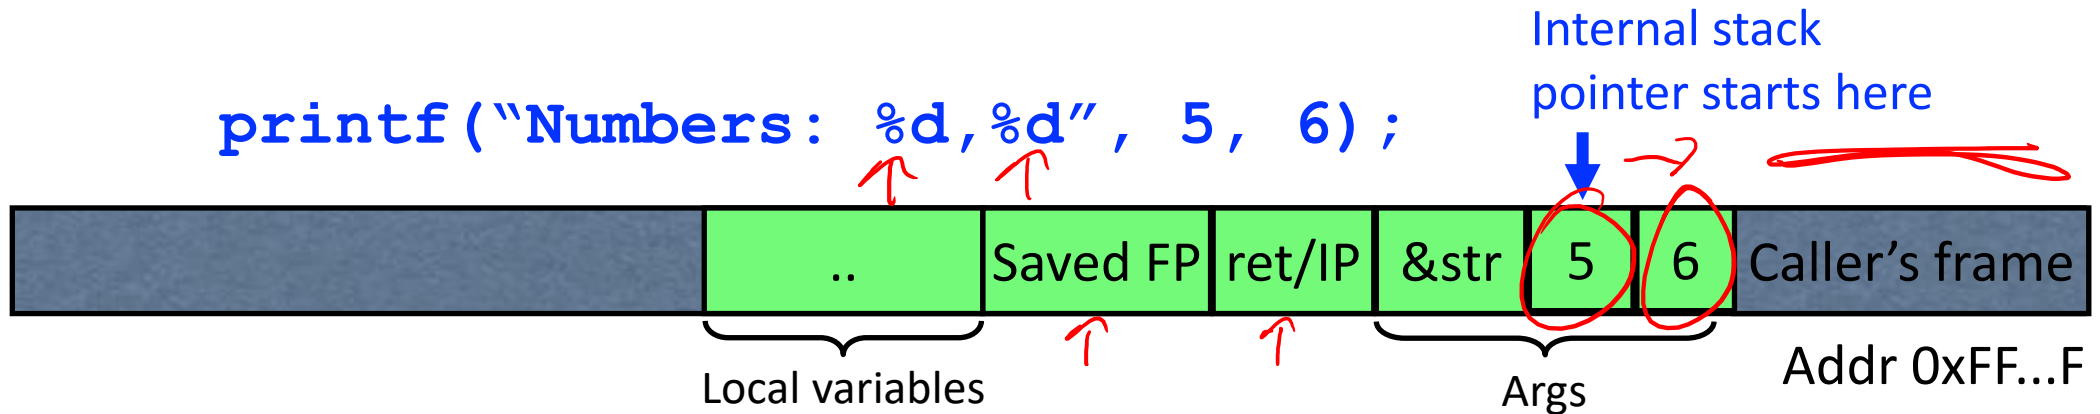 Internal stack
pointer starts here
printf(“Numbers: %d,%d”, 5, 6);
.. Saved FP ret/IP &str 5 6 Caller’s frame
Local variables Args Addr 0xFF...F